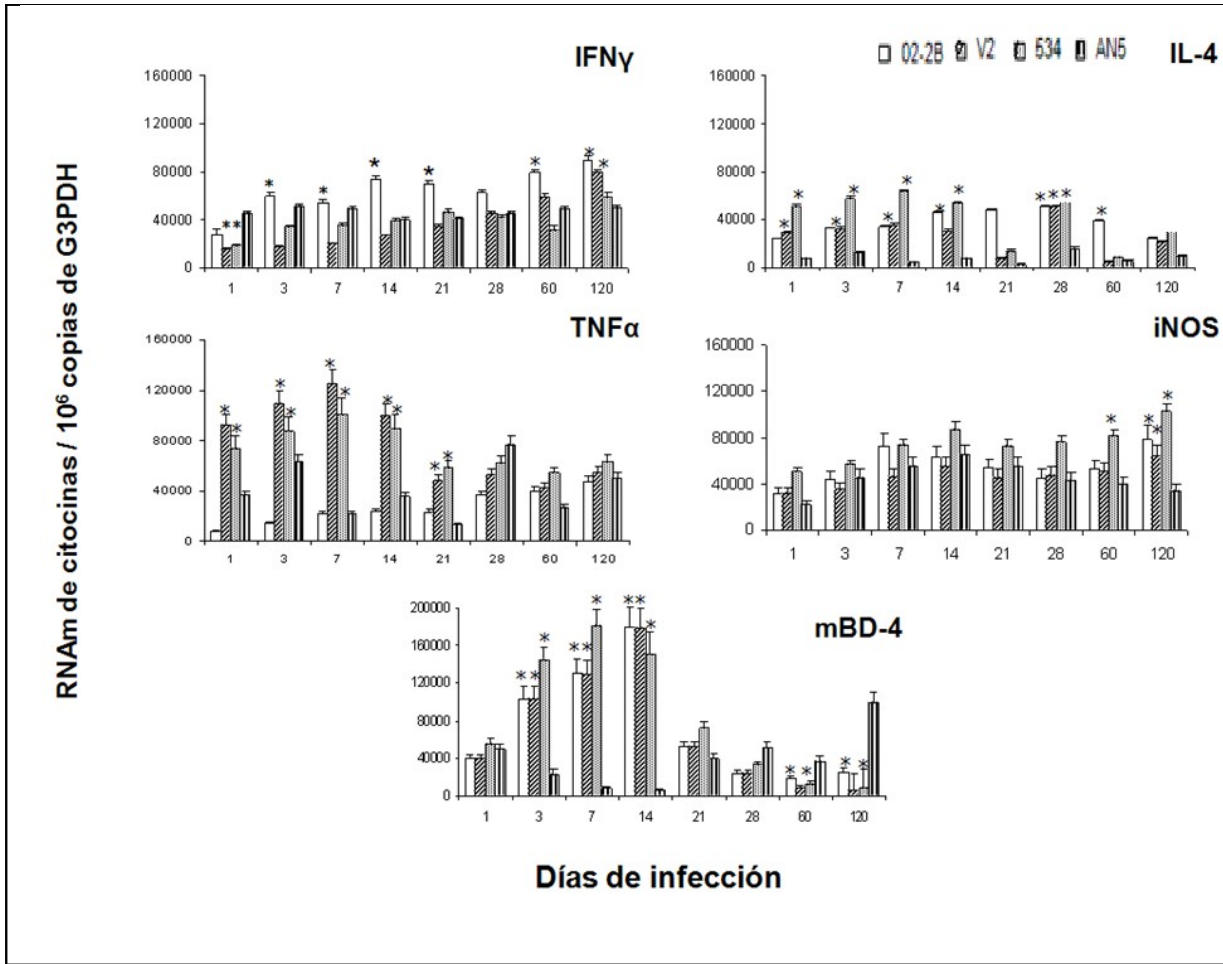 IFNγ
160000
120000
80000
40000
0
* ** * * * * * * *
1 3 7 14 21 28 60 120
02-2B V2 534 AN5 IL-4
160000
120000
80000
40000
0
* * * * * * * * * * * *
1 3 7 14 21 28 60 120
TNFα
160000
120000
80000
40000
0
* * * * * * * * * *
1 3 7 14 21 28 60 120
iNOS
160000
120000
80000
40000
0
* * * *
1 3 7 14 21 28 60 120
mBD-4
200000
160000
120000
80000
40000
0
* * * * * * * * * * * * *
1 3 7 14 21 28 60 120
RNAm de citocinas / 10⁶ copias de G3PDH
Días de infección